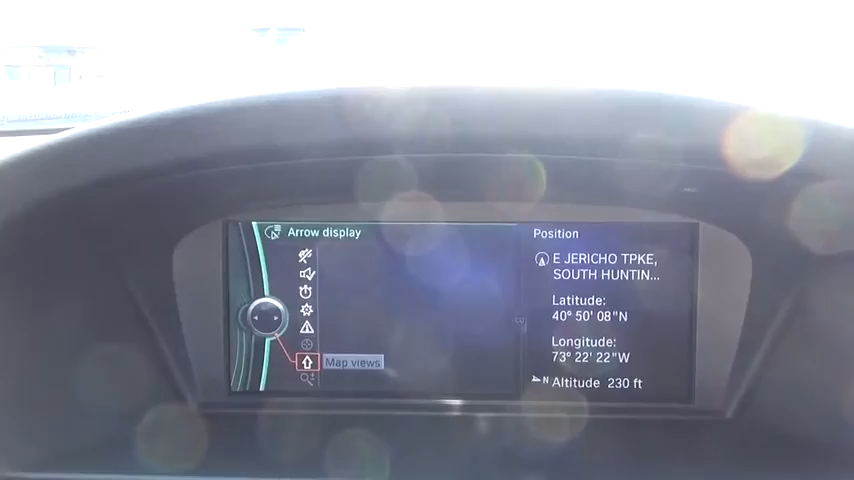 Arrow display
Map views
Position
E JERICHO TPKE,
SOUTH HUNTIN...
Latitude:
40° 50' 08"N
Longitude:
73° 22' 22"W
N Altitude 230 ft